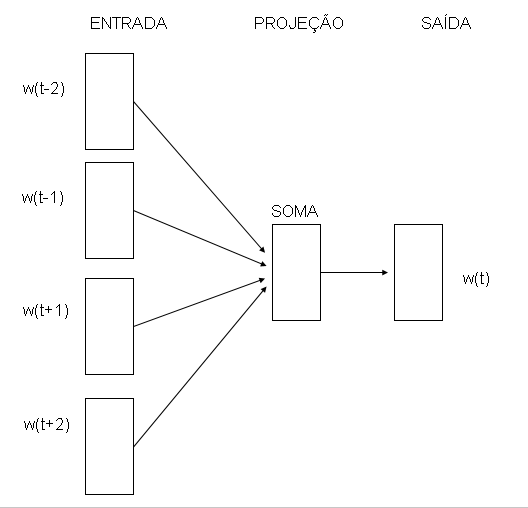 ENTRADA PROJEÇÃO SAÍDA
w(t-2)
w(t-1)
SOMA
w(t)
w(t+1)
w(t+2)